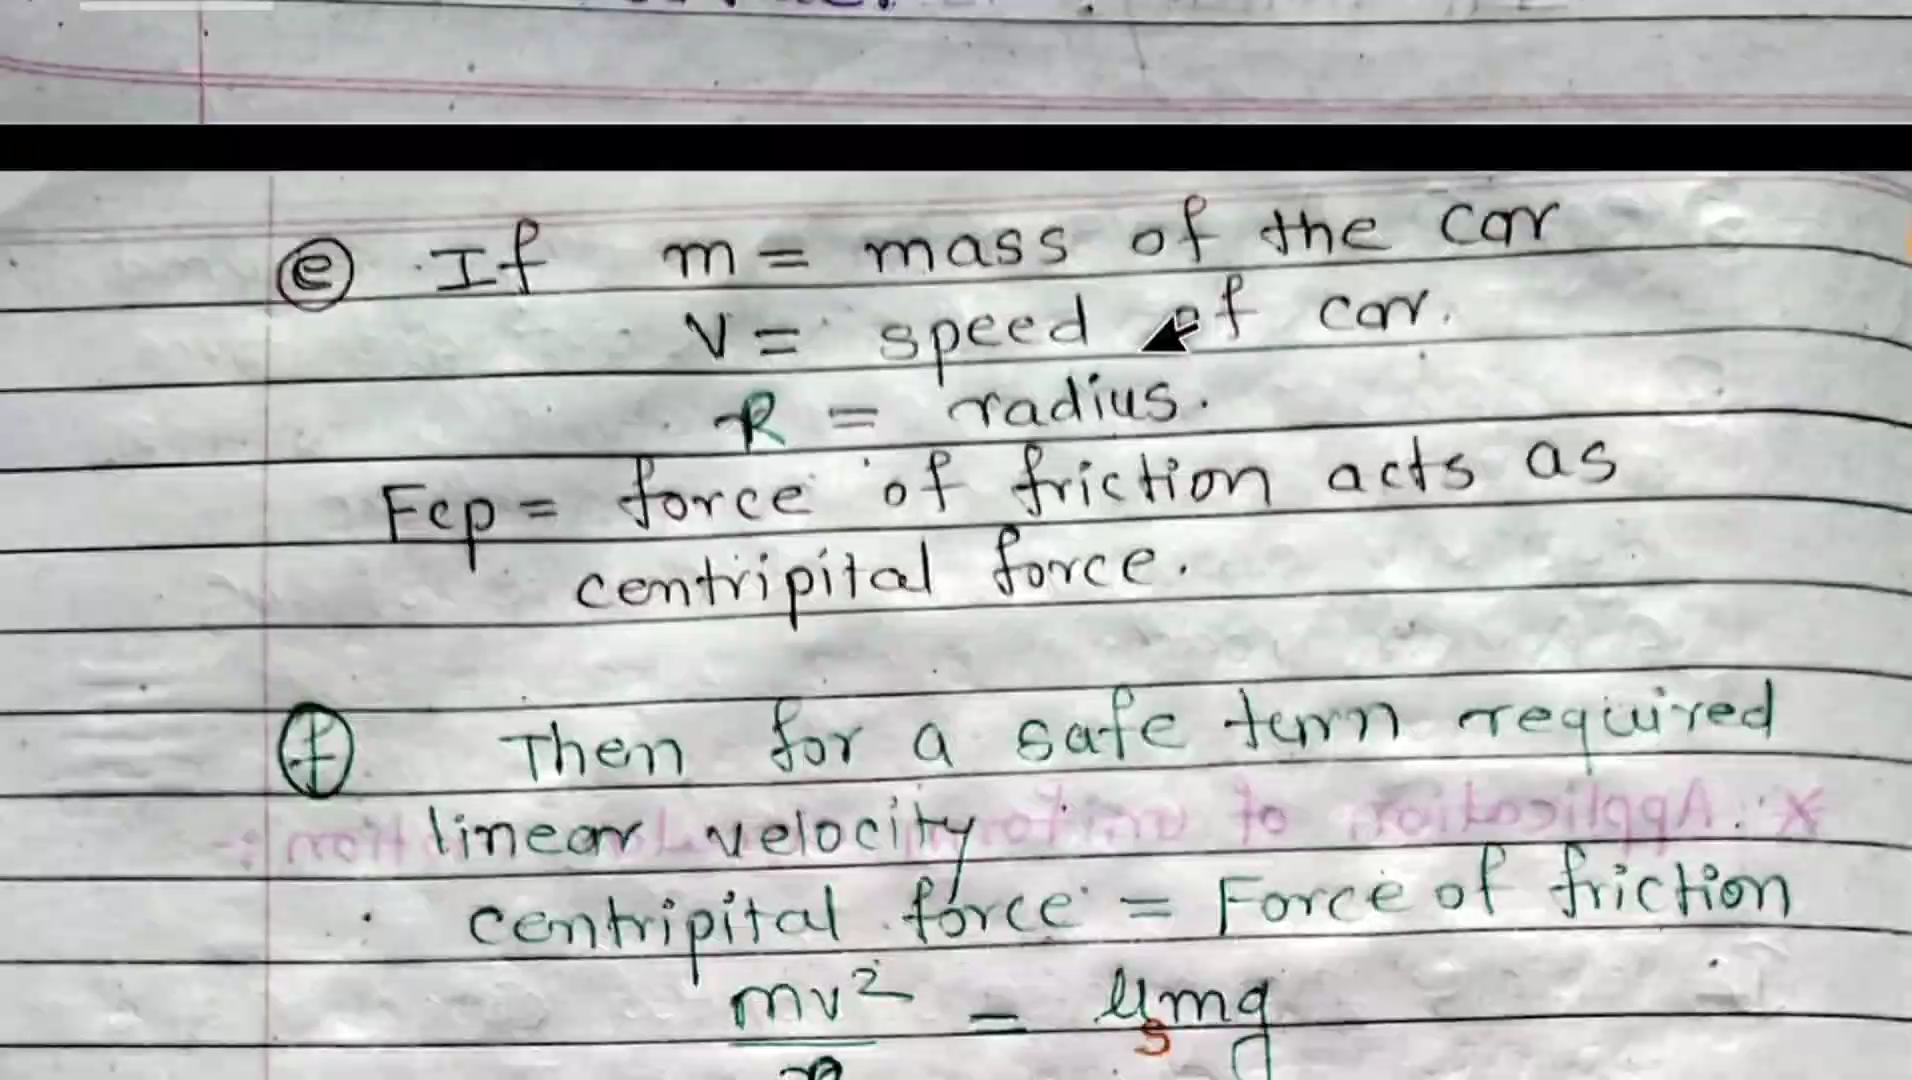 ⓔ If m = mass of the car
v = speed of car.
R = radius.
Fcp = force of friction acts as
centripital force.
ⓕ Then for a safe turn required
linear velocity
centripital force = Force of friction
mv²
= μsmg